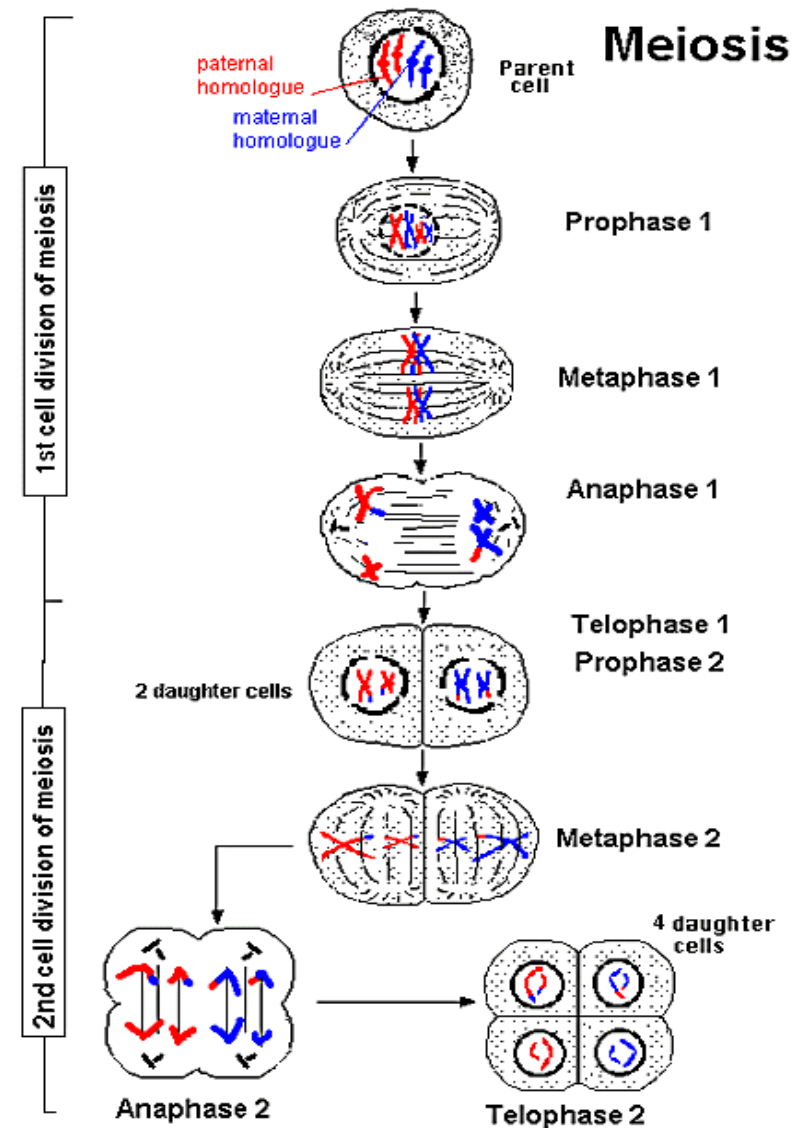 Meiosis
paternal
homologue
maternal
homologue
Parent
cell
1st cell division of meiosis
Prophase 1
Metaphase 1
Anaphase 1
Telophase 1
Prophase 2
2 daughter cells
2nd cell division of meiosis
Metaphase 2
4 daughter
cells
Anaphase 2
Telophase 2